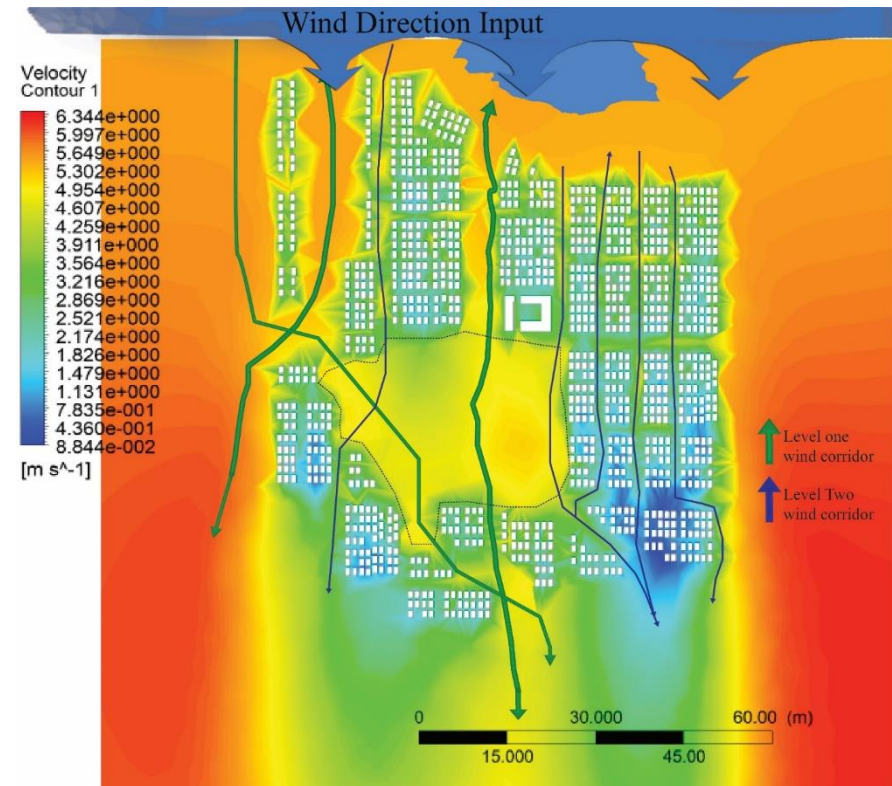 Wind Direction Input
Velocity
Contour 1
6.344e+000
5.997e+000
5.649e+000
5.302e+000
4.954e+000
4.607e+000
4.259e+000
3.911e+000
3.564e+000
3.216e+000
2.869e+000
2.521e+000
2.174e+000
1.826e+000
1.479e+000
1.131e+000
7.835e-001
4.360e-001
8.844e-002
[m s^-1]
Level one
wind corridor
Level Two
wind corridor
0 30.000 60.00 (m)
15.000 45.00